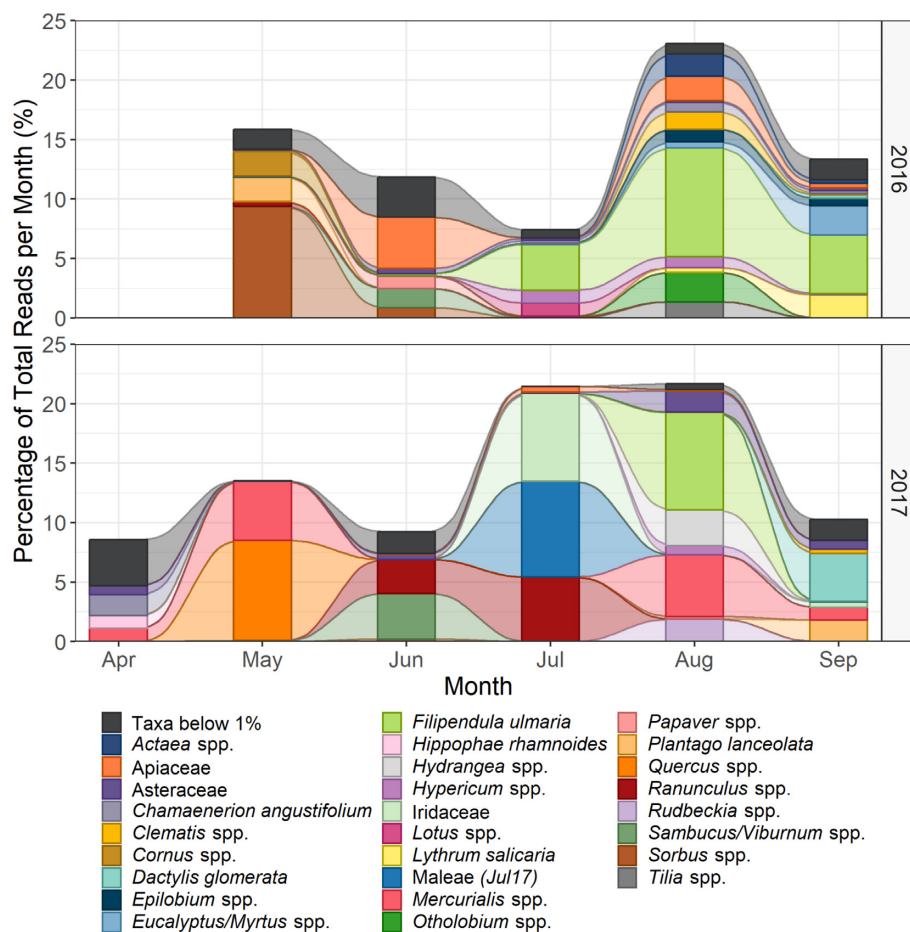 25
20
15
10
5
0
2016
25
20
15
10
5
0
2017
Percentage of Total Reads per Month (%)
Apr May Jun Jul Aug Sep
Month
Taxa below 1%
Actaea spp.
Apiaceae
Asteraceae
Chamaenerion angustifolium
Clematis spp.
Cornus spp.
Dactylis glomerata
Epilobium spp.
Eucalyptus/Myrtus spp.
Filipendula ulmaria
Hippophae rhamnoides
Hydrangea spp.
Hypericum spp.
Iridaceae
Lotus spp.
Lythrum salicaria
Maleae (Jul17)
Mercurialis spp.
Otholobium spp.
Papaver spp.
Plantago lanceolata
Quercus spp.
Ranunculus spp.
Rudbeckia spp.
Sambucus/Viburnum spp.
Sorbus spp.
Tilia spp.